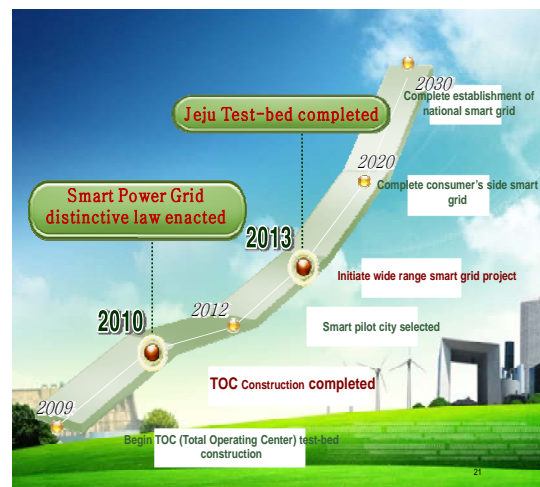 2030
Complete establishment of
national smart grid
Jeju Test-bed completed
2020
Complete consumer's side smart
grid
Smart Power Grid
distinctive law enacted
2013
Initiate wide range smart grid project
2012
2010
Smart pilot city selected
TOC Construction completed
2009
Begin TOC (Total Operating Center) test-bed
construction
21